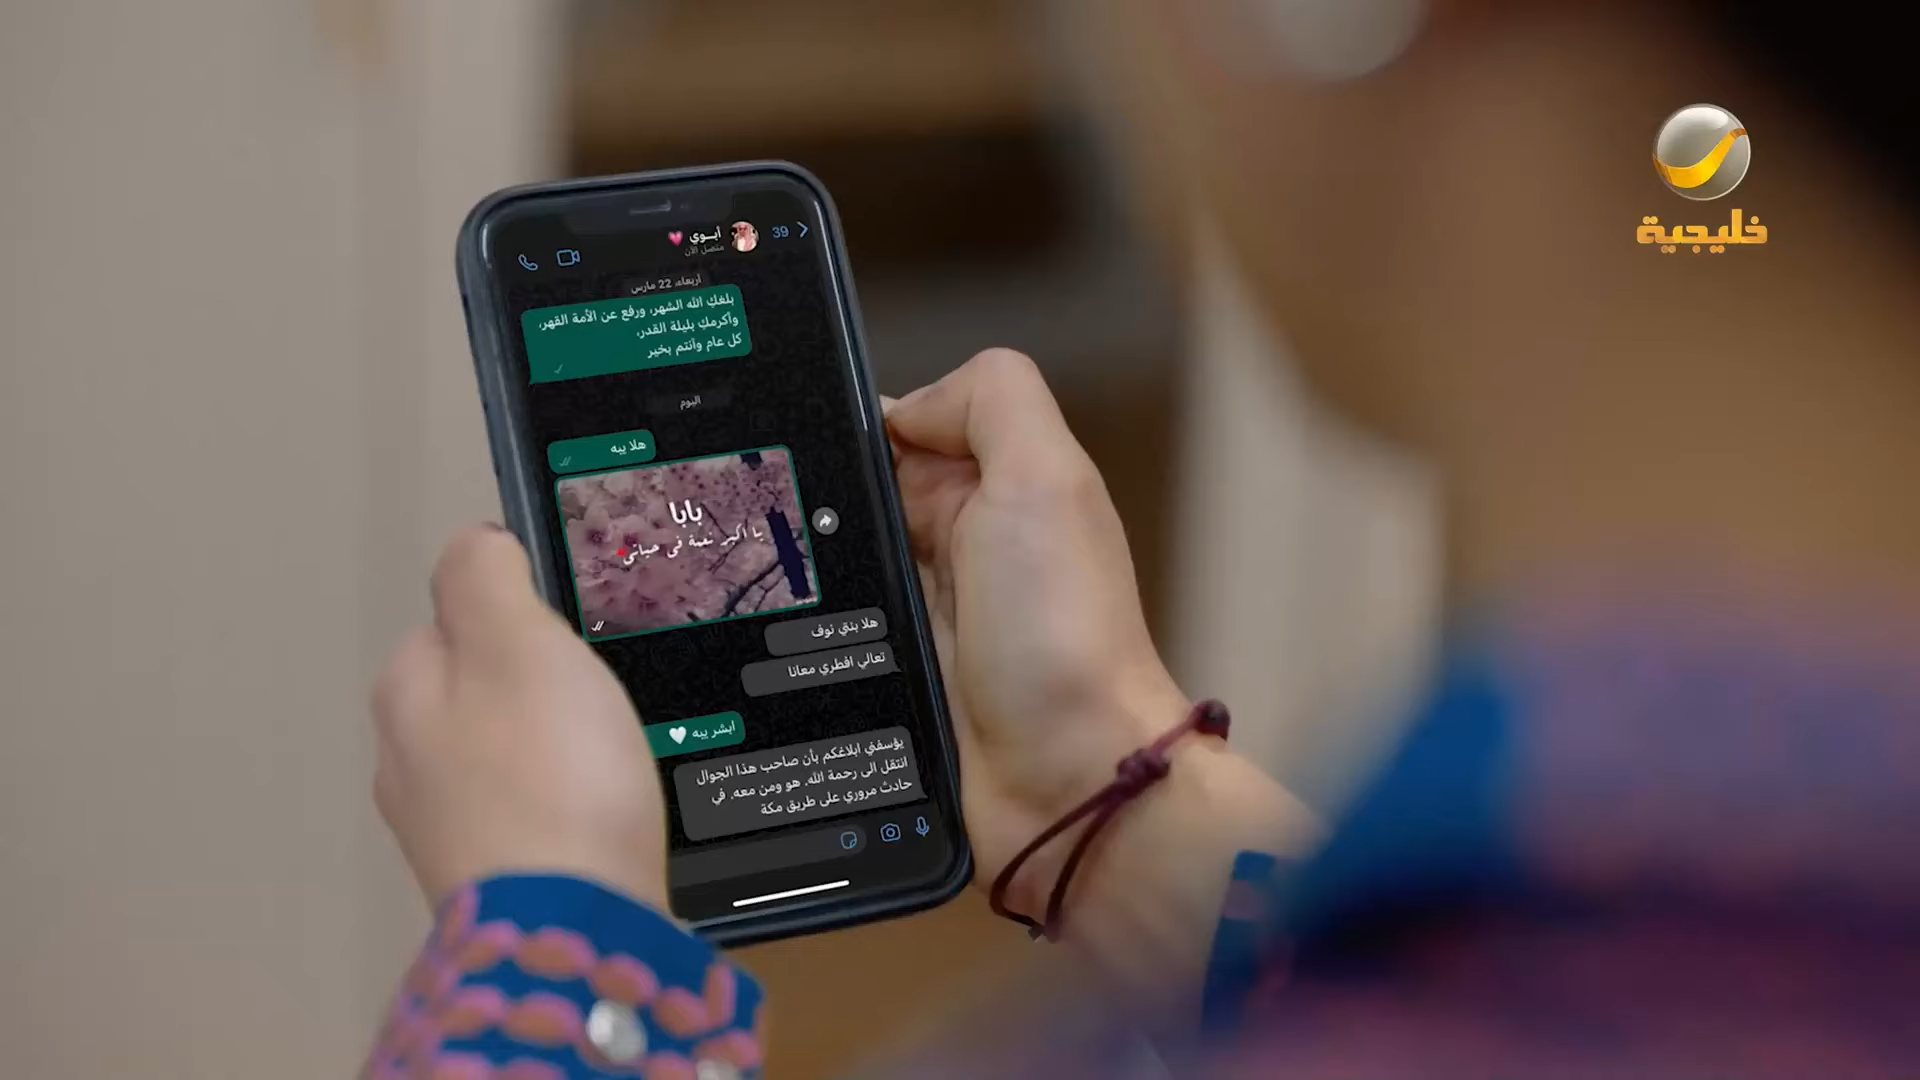 خليجية
39
أبـوي
متصل الآن
أربعاء، 22 مارس
بلغكِ الله الشهر، ورفع عن الأمة القهر،
وأكرمكِ بليلة القدر،
كل عام وأنتم بخير
اليوم
هلا يبه
بابا
يا اكبر نعمة في حياتي
هلا بنتي نوف
تعالي افطري معانا
ابشر يبه
يؤسفني ابلاغكم بأن صاحب هذا الجوال
انتقل الى رحمة الله. هو ومن معه. في
حادث مروري على طريق مكة